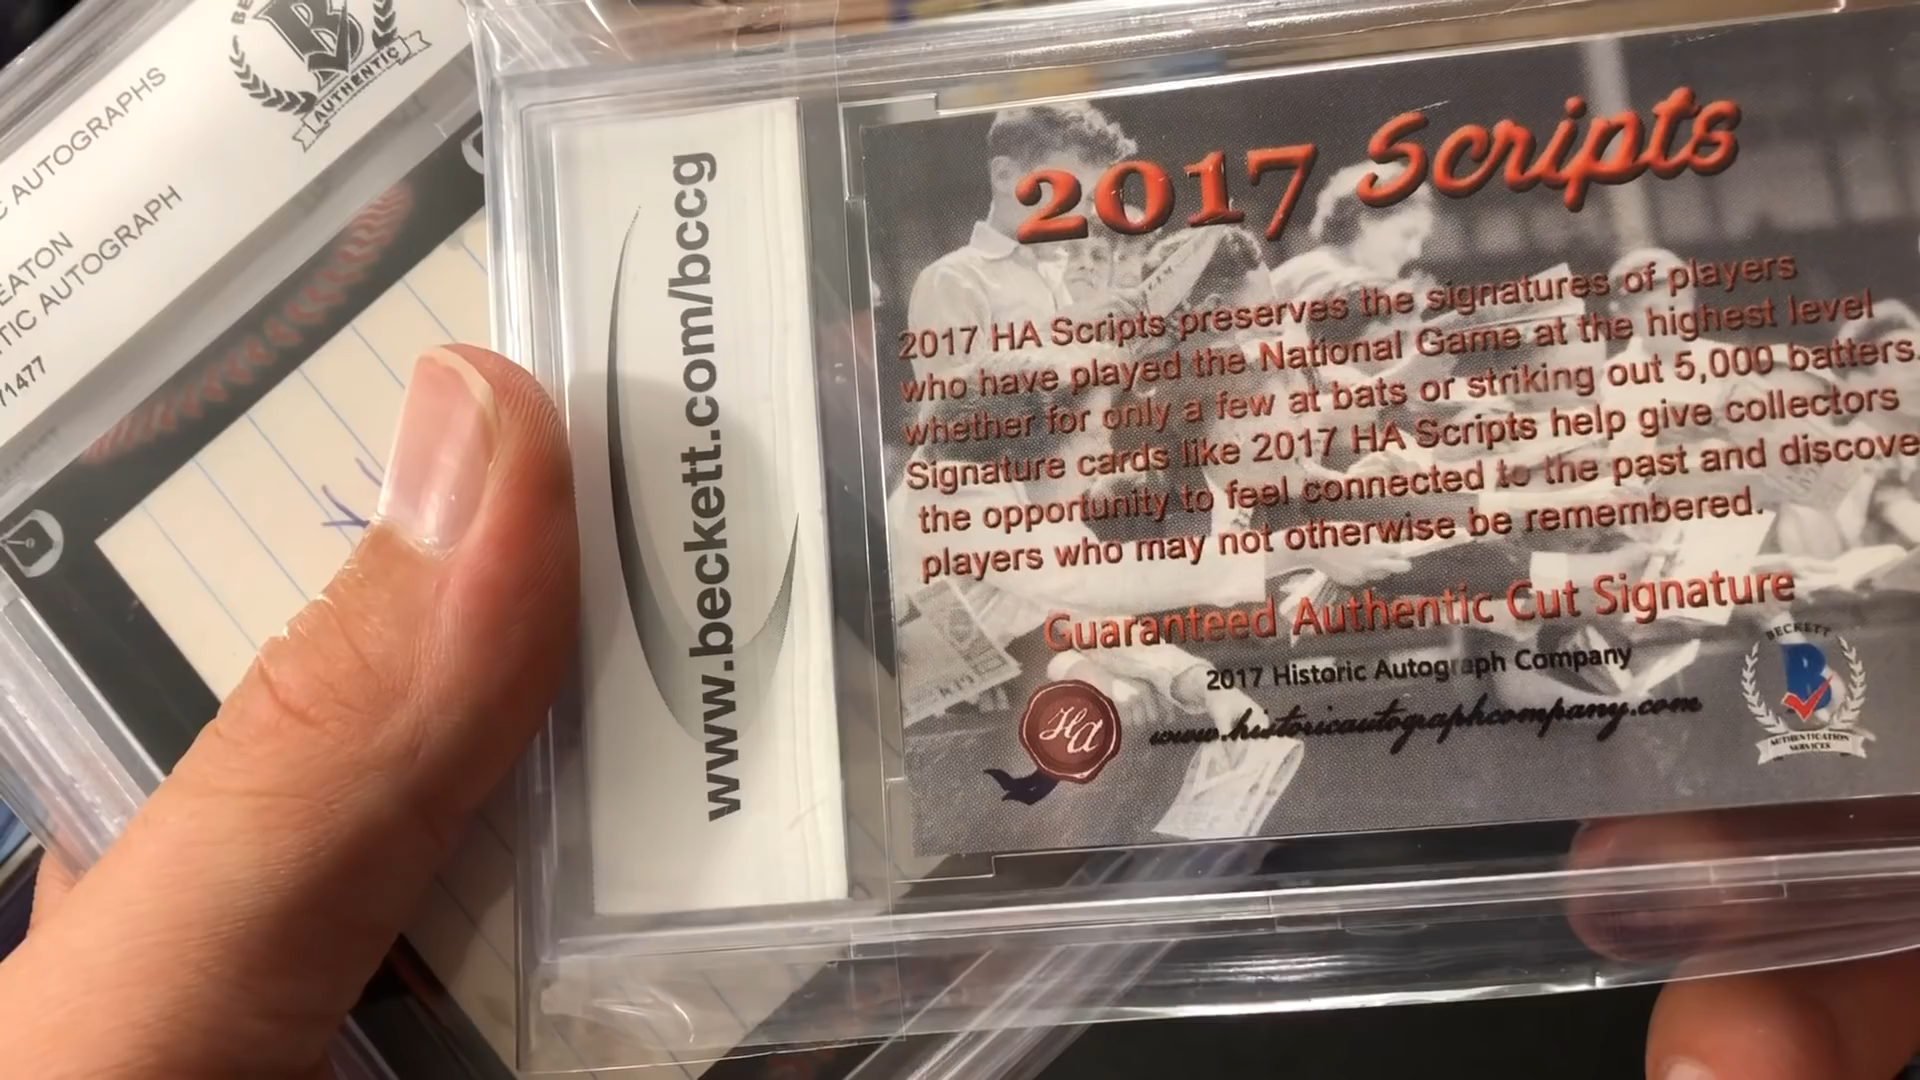 C AUTOGRAPHS
EATON
TIC AUTOGRAPH
/1477
AUTHENTIC
www.beckett.com/bccg
2017 Scripts
2017 HA Scripts preserves the signatures of players
who have played the National Game at the highest level
whether for only a few at bats or striking out 5,000 batters.
Signature cards like 2017 HA Scripts help give collectors
the opportunity to feel connected to the past and discove
players who may not otherwise be remembered.
Guaranteed Authentic Cut Signature
2017 Historic Autograph Company
www.historicautographcompany.com
HA
BECKETT
B
AUTHENTICATION
SERVICES